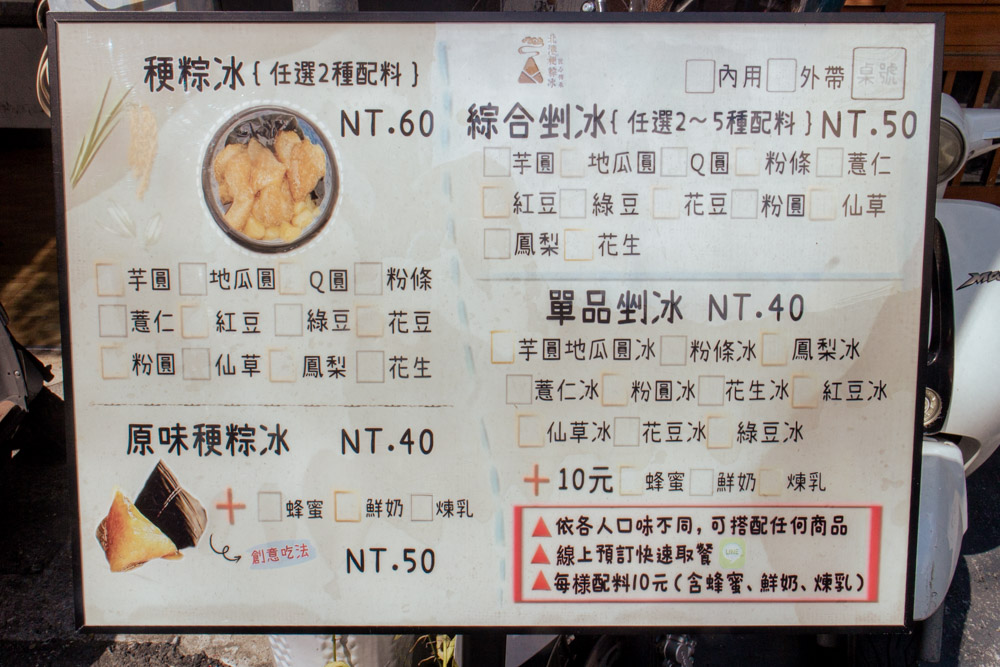 稉粽冰{任選2種配料}
NT.60
芋圓 地瓜圓 Q圓 粉條
薏仁 紅豆 綠豆 花豆
粉圓 仙草 鳳梨 花生
原味稉粽冰 NT.40
+ 蜂蜜 鮮奶 煉乳
創意吃法 NT.50
內用 外帶
綜合剉冰{任選2～5種配料}NT.50
芋圓 地瓜圓 Q圓 粉條 薏仁
紅豆 綠豆 花豆 粉圓 仙草
鳳梨 花生
單品剉冰 NT.40
芋圓地瓜圓冰 粉條冰 鳳梨冰
薏仁冰 粉圓冰 花生冰 紅豆冰
仙草冰 花豆冰 綠豆冰
+10元 蜂蜜 鮮奶 煉乳
▲依各人口味不同,可搭配任何商品
▲線上預訂快速取餐 LINE
▲每樣配料10元(含蜂蜜、鮮奶、煉乳)